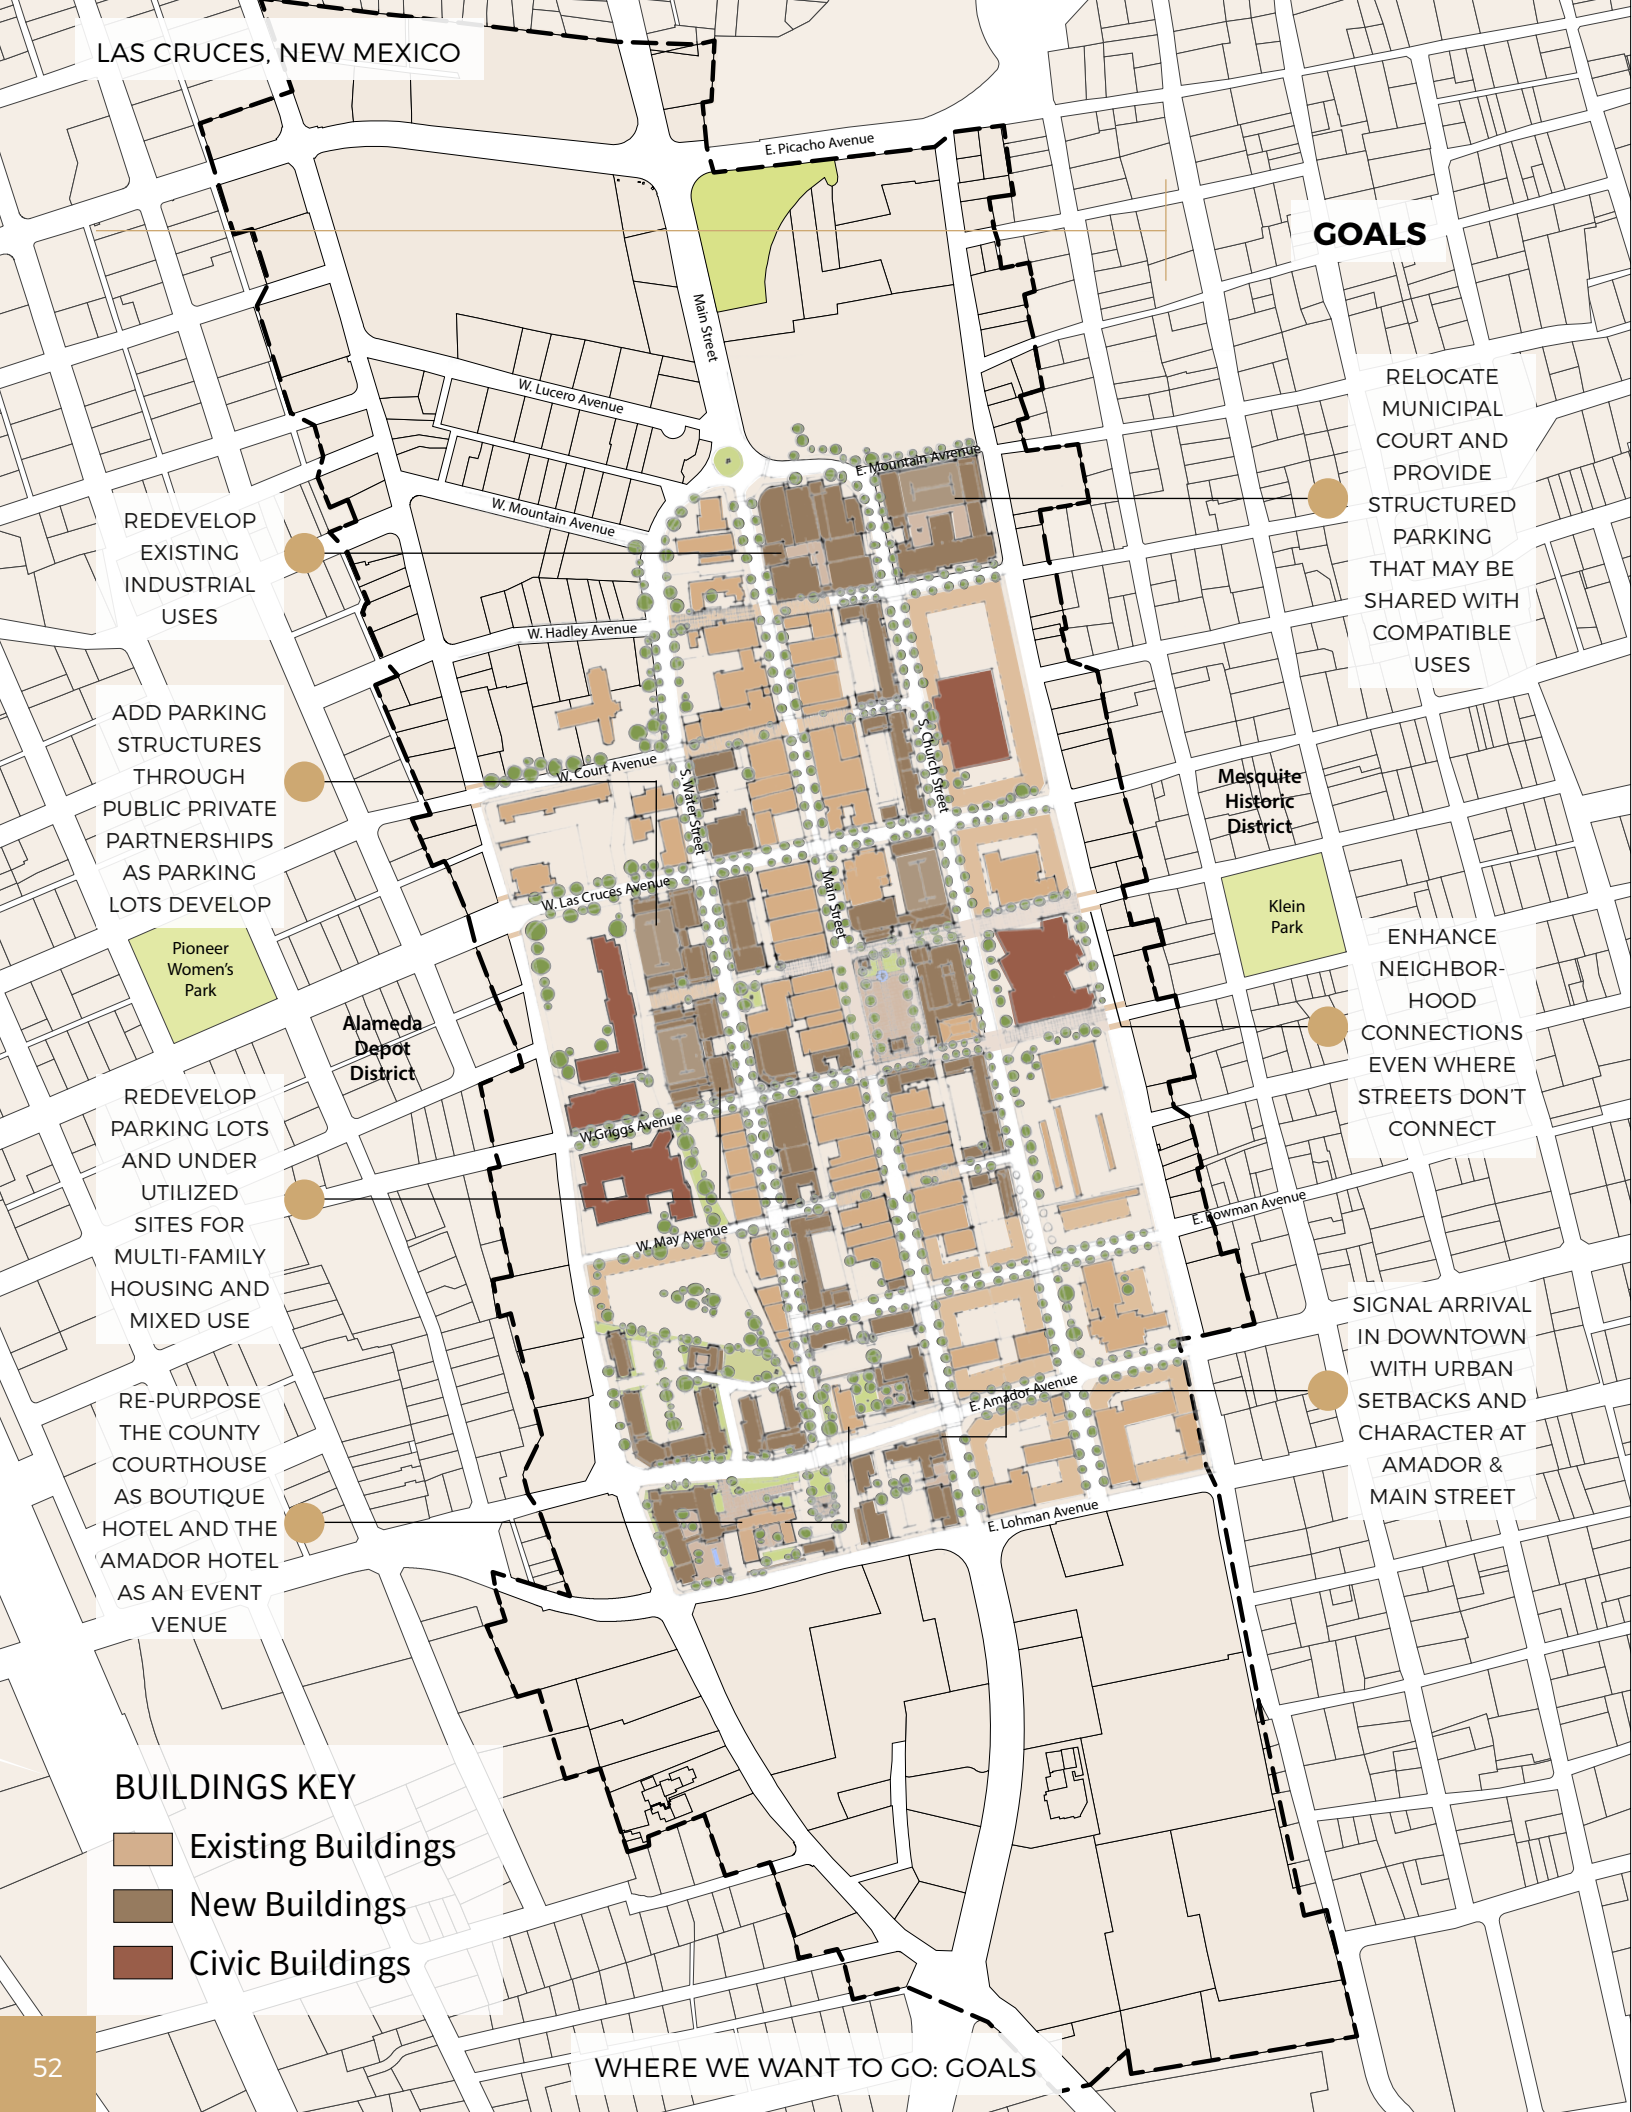 LAS CRUCES, NEW MEXICO
GOALS
E. Picacho Avenue
Main Street
W. Lucero Avenue
W. Mountain Avenue
E. Mountain Avrenue
W. Hadley Avenue
W. Court Avenue
S. Water Street
S. Church Street
W. Las Cruces Avenue
Main Street
W.Griggs Avenue
W. May Avenue
E. Bowman Avenue
E. Amador Avenue
E. Lohman Avenue
REDEVELOP
EXISTING
INDUSTRIAL
USES
ADD PARKING
STRUCTURES
THROUGH
PUBLIC PRIVATE
PARTNERSHIPS
AS PARKING
LOTS DEVELOP
Pioneer
Women's
Park
Alameda
Depot
District
REDEVELOP
PARKING LOTS
AND UNDER
UTILIZED
SITES FOR
MULTI-FAMILY
HOUSING AND
MIXED USE
RE-PURPOSE
THE COUNTY
COURTHOUSE
AS BOUTIQUE
HOTEL AND THE
AMADOR HOTEL
AS AN EVENT
VENUE
RELOCATE
MUNICIPAL
COURT AND
PROVIDE
STRUCTURED
PARKING
THAT MAY BE
SHARED WITH
COMPATIBLE
USES
Mesquite
Historic
District
Klein
Park
ENHANCE
NEIGHBOR-
HOOD
CONNECTIONS
EVEN WHERE
STREETS DON'T
CONNECT
SIGNAL ARRIVAL
IN DOWNTOWN
WITH URBAN
SETBACKS AND
CHARACTER AT
AMADOR &
MAIN STREET
BUILDINGS KEY
Existing Buildings
New Buildings
Civic Buildings
52
WHERE WE WANT TO GO: GOALS